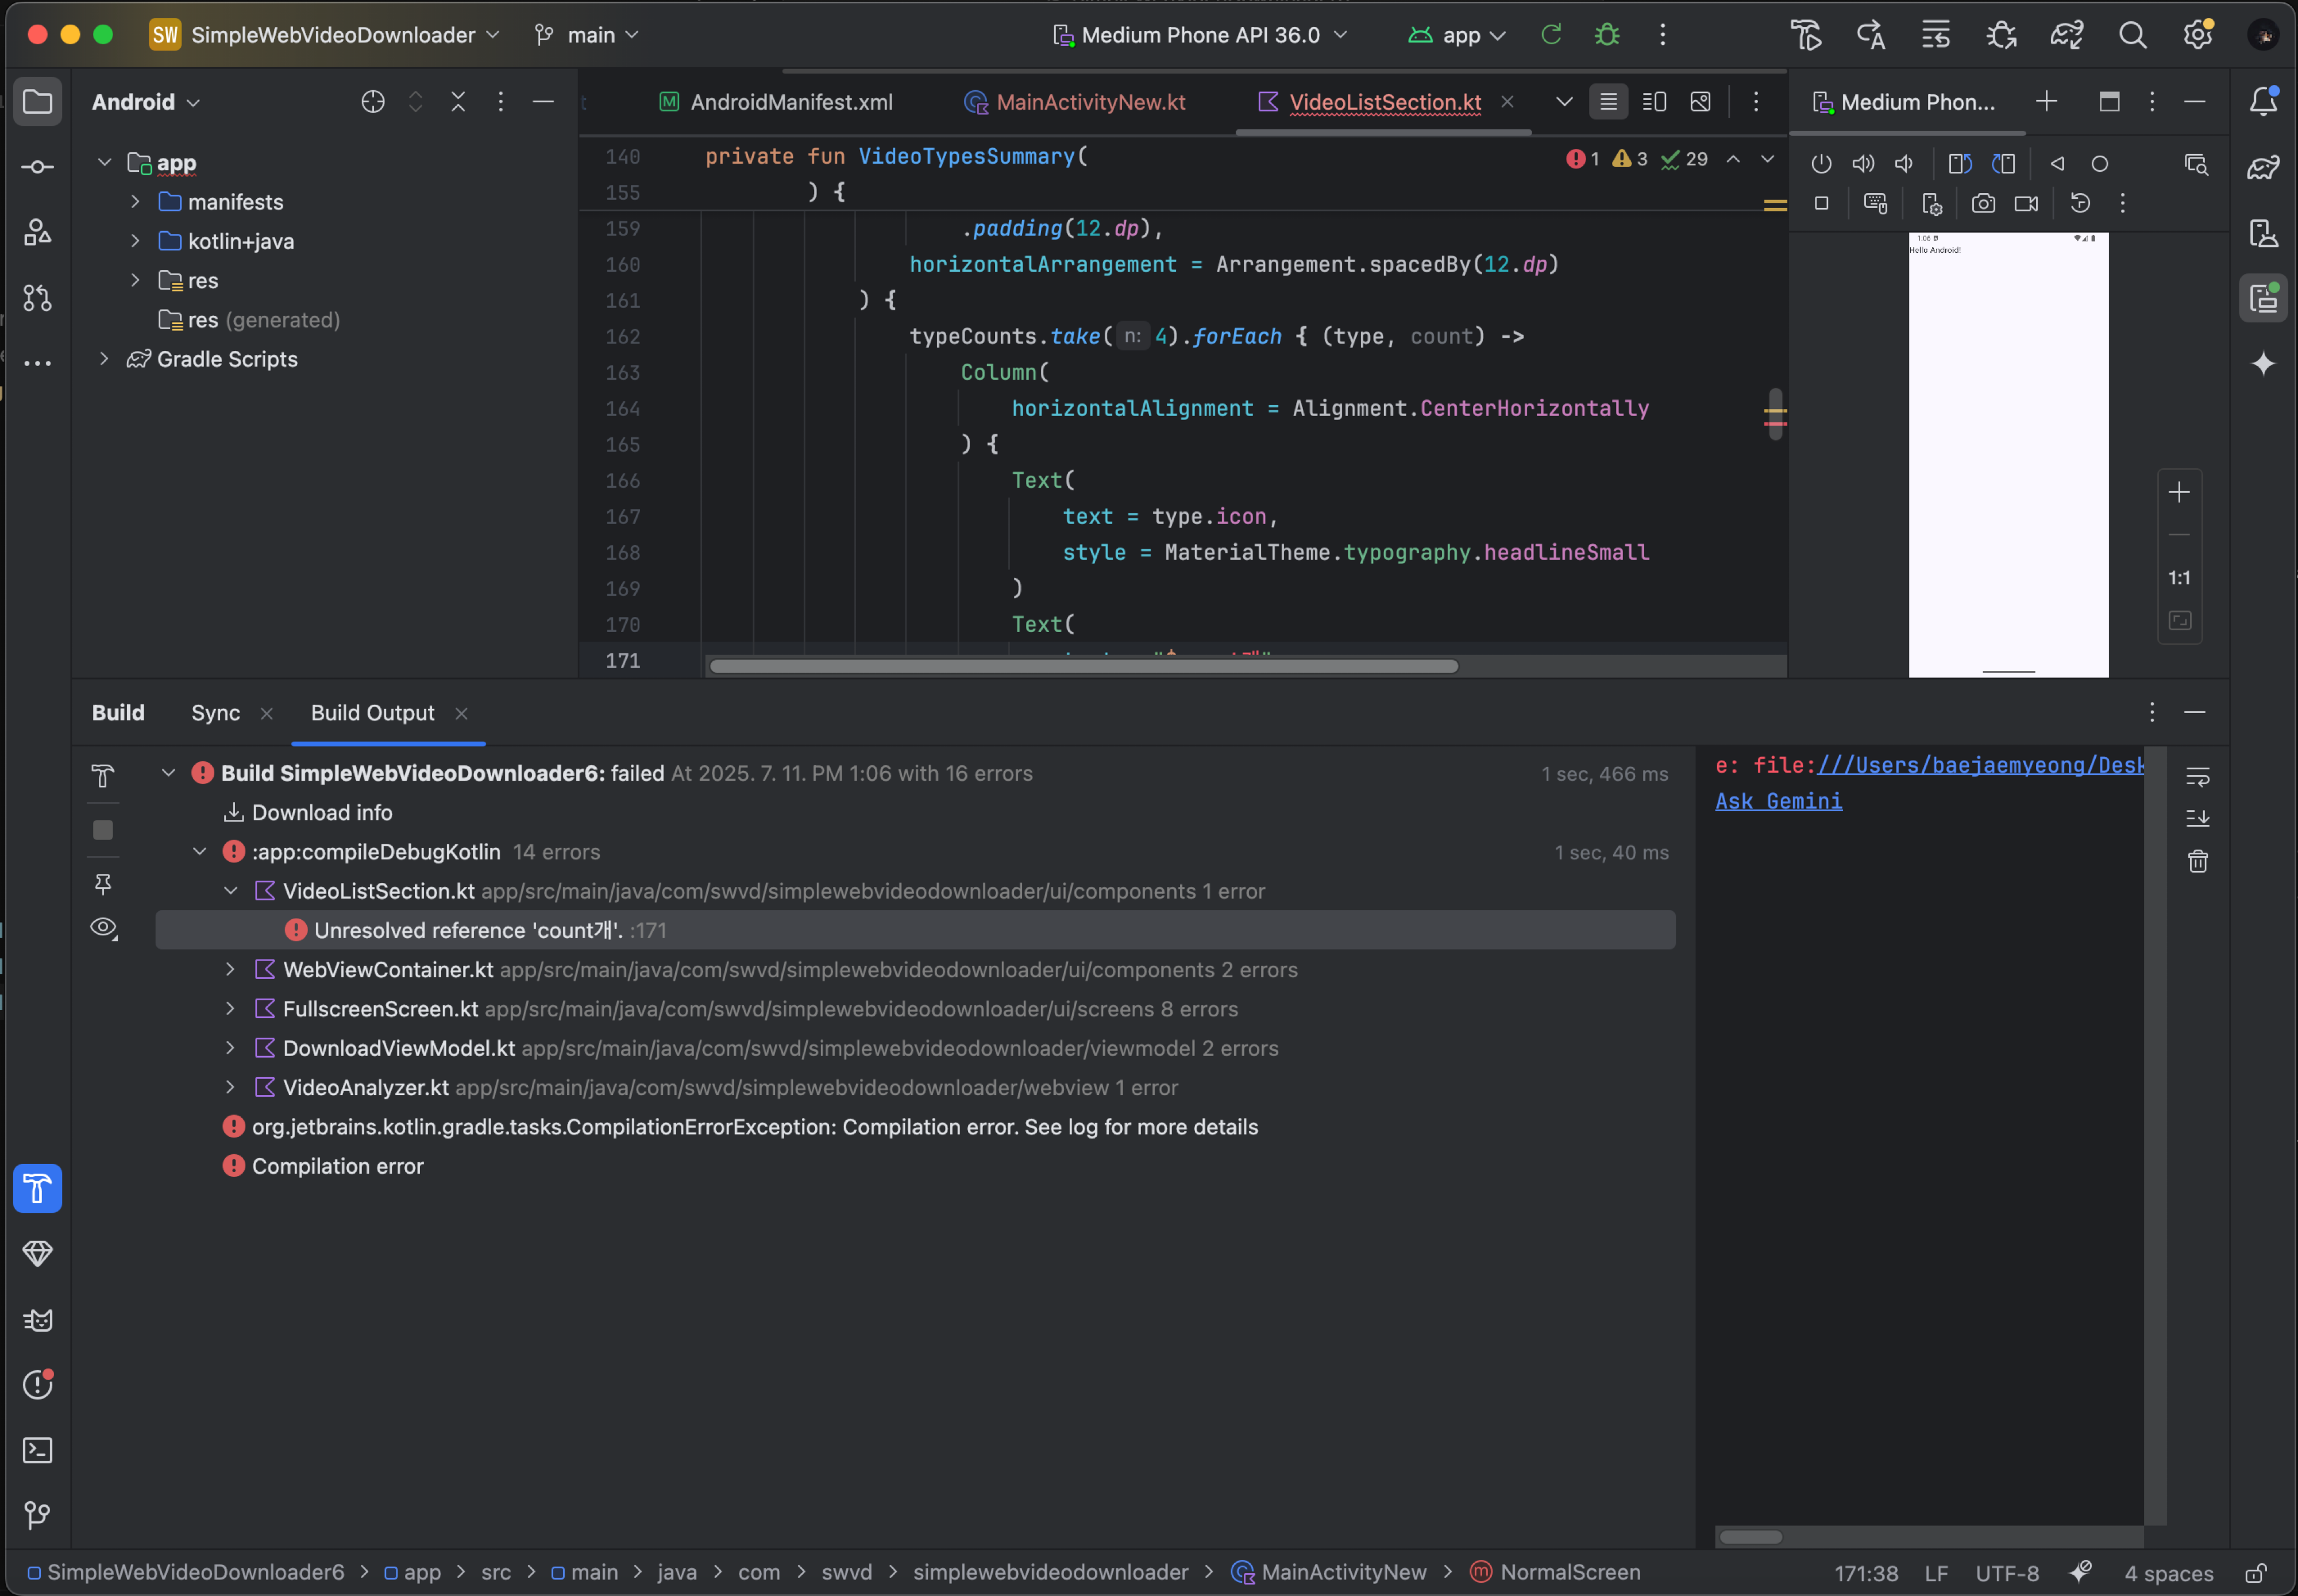 SW SimpleWebVideoDownloader main Medium Phone API 36.0 app
Android
AndroidManifest.xml MainActivityNew.kt VideoListSection.kt
Medium Phon...
app
manifests
kotlin+java
res
res (generated)
Gradle Scripts
1 3 29
140 private fun VideoTypesSummary(
155 ) {
159 .padding(12.dp),
160 horizontalArrangement = Arrangement.spacedBy(12.dp)
161 ) {
162 typeCounts.take( n: 4).forEach { (type, count) ->
163 Column(
164 horizontalAlignment = Alignment.CenterHorizontally
165 ) {
166 Text(
167 text = type.icon,
168 style = MaterialTheme.typography.headlineSmall
169 )
170 Text(
171
1:06
Hello Android!
1:1
Build Sync Build Output
Build SimpleWebVideoDownloader6: failed At 2025. 7. 11. PM 1:06 with 16 errors 1 sec, 466 ms
Download info
:app:compileDebugKotlin 14 errors 1 sec, 40 ms
VideoListSection.kt app/src/main/java/com/swvd/simplewebvideodownloader/ui/components 1 error
Unresolved reference 'count개'. :171
WebViewContainer.kt app/src/main/java/com/swvd/simplewebvideodownloader/ui/components 2 errors
FullscreenScreen.kt app/src/main/java/com/swvd/simplewebvideodownloader/ui/screens 8 errors
DownloadViewModel.kt app/src/main/java/com/swvd/simplewebvideodownloader/viewmodel 2 errors
VideoAnalyzer.kt app/src/main/java/com/swvd/simplewebvideodownloader/webview 1 error
org.jetbrains.kotlin.gradle.tasks.CompilationErrorException: Compilation error. See log for more details
Compilation error
e: file:///Users/baejaemyeong/Desk
Ask Gemini
SimpleWebVideoDownloader6 > app > src > main > java > com > swvd > simplewebvideodownloader > MainActivityNew > NormalScreen 171:38 LF UTF-8 4 spaces